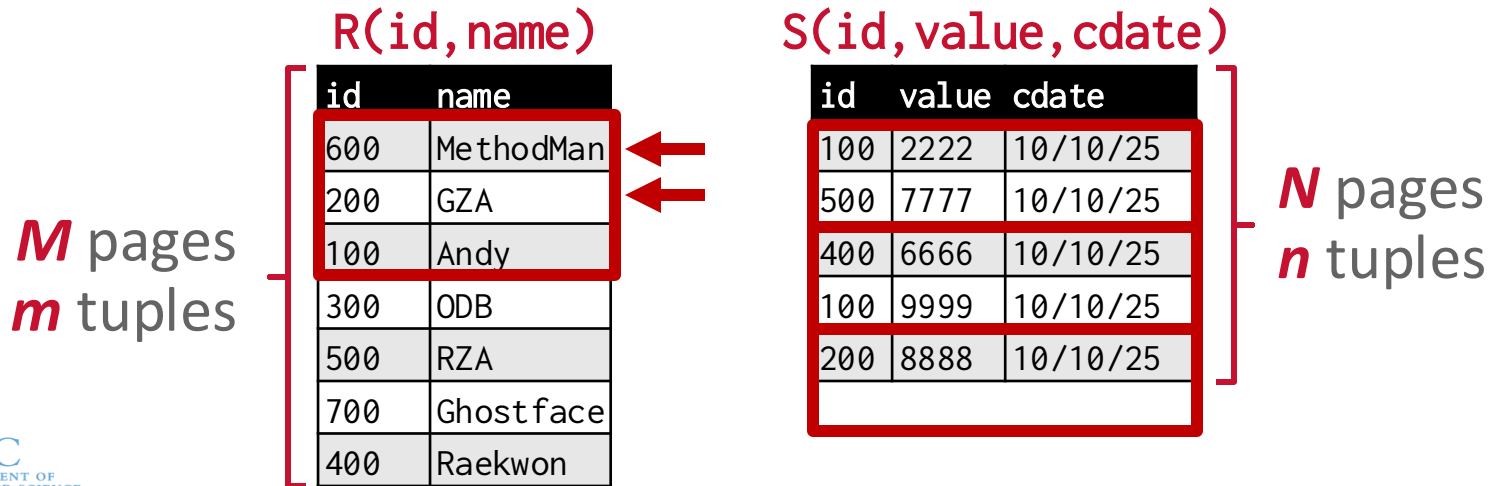 R(id,name)
id name
600 MethodMan
200 GZA
100 Andy
300 ODB
500 RZA
700 Ghostface
400 Raekwon
M pages
m tuples
S(id,value,cdate)
id value cdate
100 2222 10/10/25
500 7777 10/10/25
400 6666 10/10/25
100 9999 10/10/25
200 8888 10/10/25
N pages
n tuples
C
ENT OF